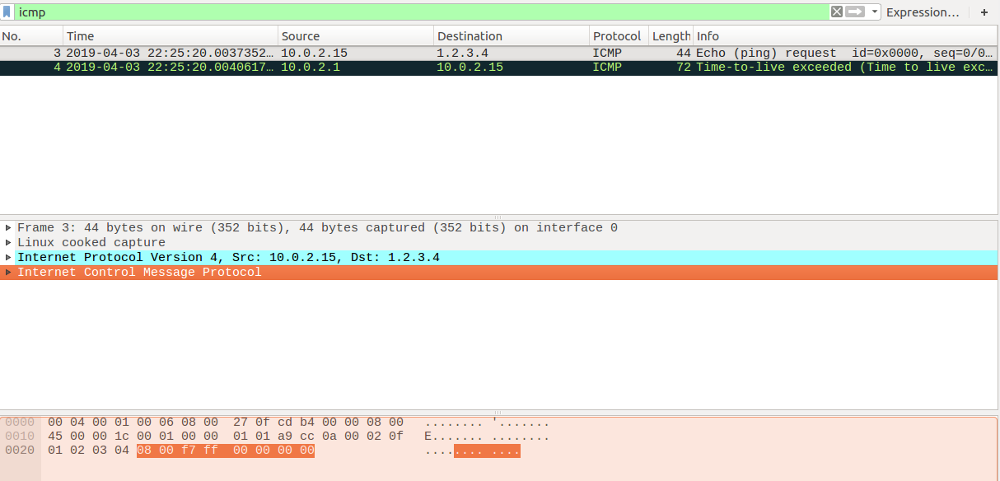 icmp Expression… +
No. Time Source Destination Protocol Length Info
3 2019-04-03 22:25:20.0037352… 10.0.2.15 1.2.3.4 ICMP 44 Echo (ping) request id=0x0000, seq=0/0…
4 2019-04-03 22:25:20.0040617… 10.0.2.1 10.0.2.15 ICMP 72 Time-to-live exceeded (Time to live exc…
Frame 3: 44 bytes on wire (352 bits), 44 bytes captured (352 bits) on interface 0
Linux cooked capture
Internet Protocol Version 4, Src: 10.0.2.15, Dst: 1.2.3.4
Internet Control Message Protocol
0000 00 04 00 01 00 06 08 00 27 0f cd b4 00 00 08 00 ........ '.......
0010 45 00 00 1c 00 01 00 00 01 01 a9 cc 0a 00 02 0f E....... ........
0020 01 02 03 04 08 00 f7 ff 00 00 00 00 ........ ....